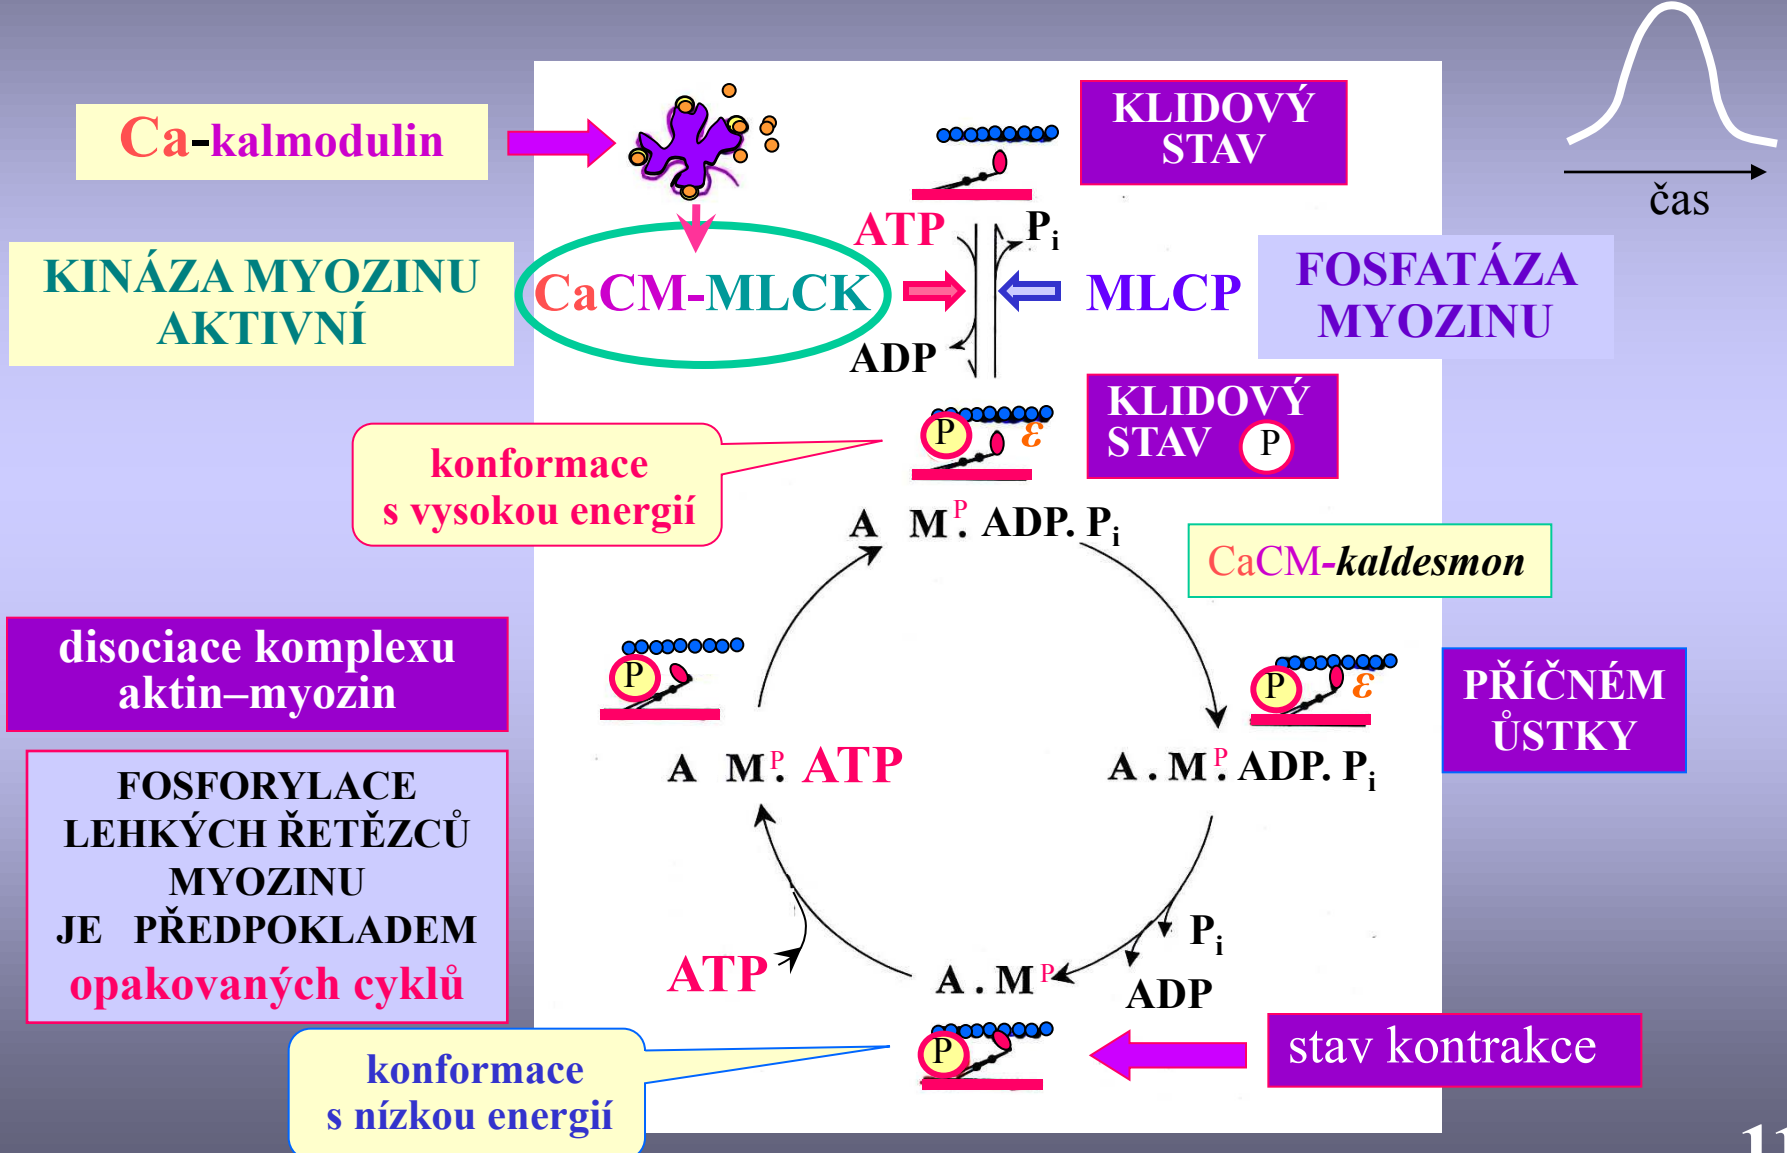 Ca-kalmodulin
KLIDOVÝ
STAV
čas
ATP
Pi
KINÁZA MYOZINU
AKTIVNÍ
CaCM-MLCK
MLCP
FOSFATÁZA
MYOZINU
ADP
KLIDOVÝ
STAV P
P ε
konformace
s vysokou energií
A M.P ADP. Pi
CaCM-kaldesmon
disociace komplexu
aktin–myozin
P
P ε
PŘÍČNÉM
ŮSTKY
A M.P ATP
A . M.P ADP. Pi
FOSFORYLACE
LEHKÝCH ŘETĚZCŮ
MYOZINU
JE PŘEDPOKLADEM
opakovaných cyklů
Pi
ATP
A . MP
ADP
P
stav kontrakce
konformace
s nízkou energií